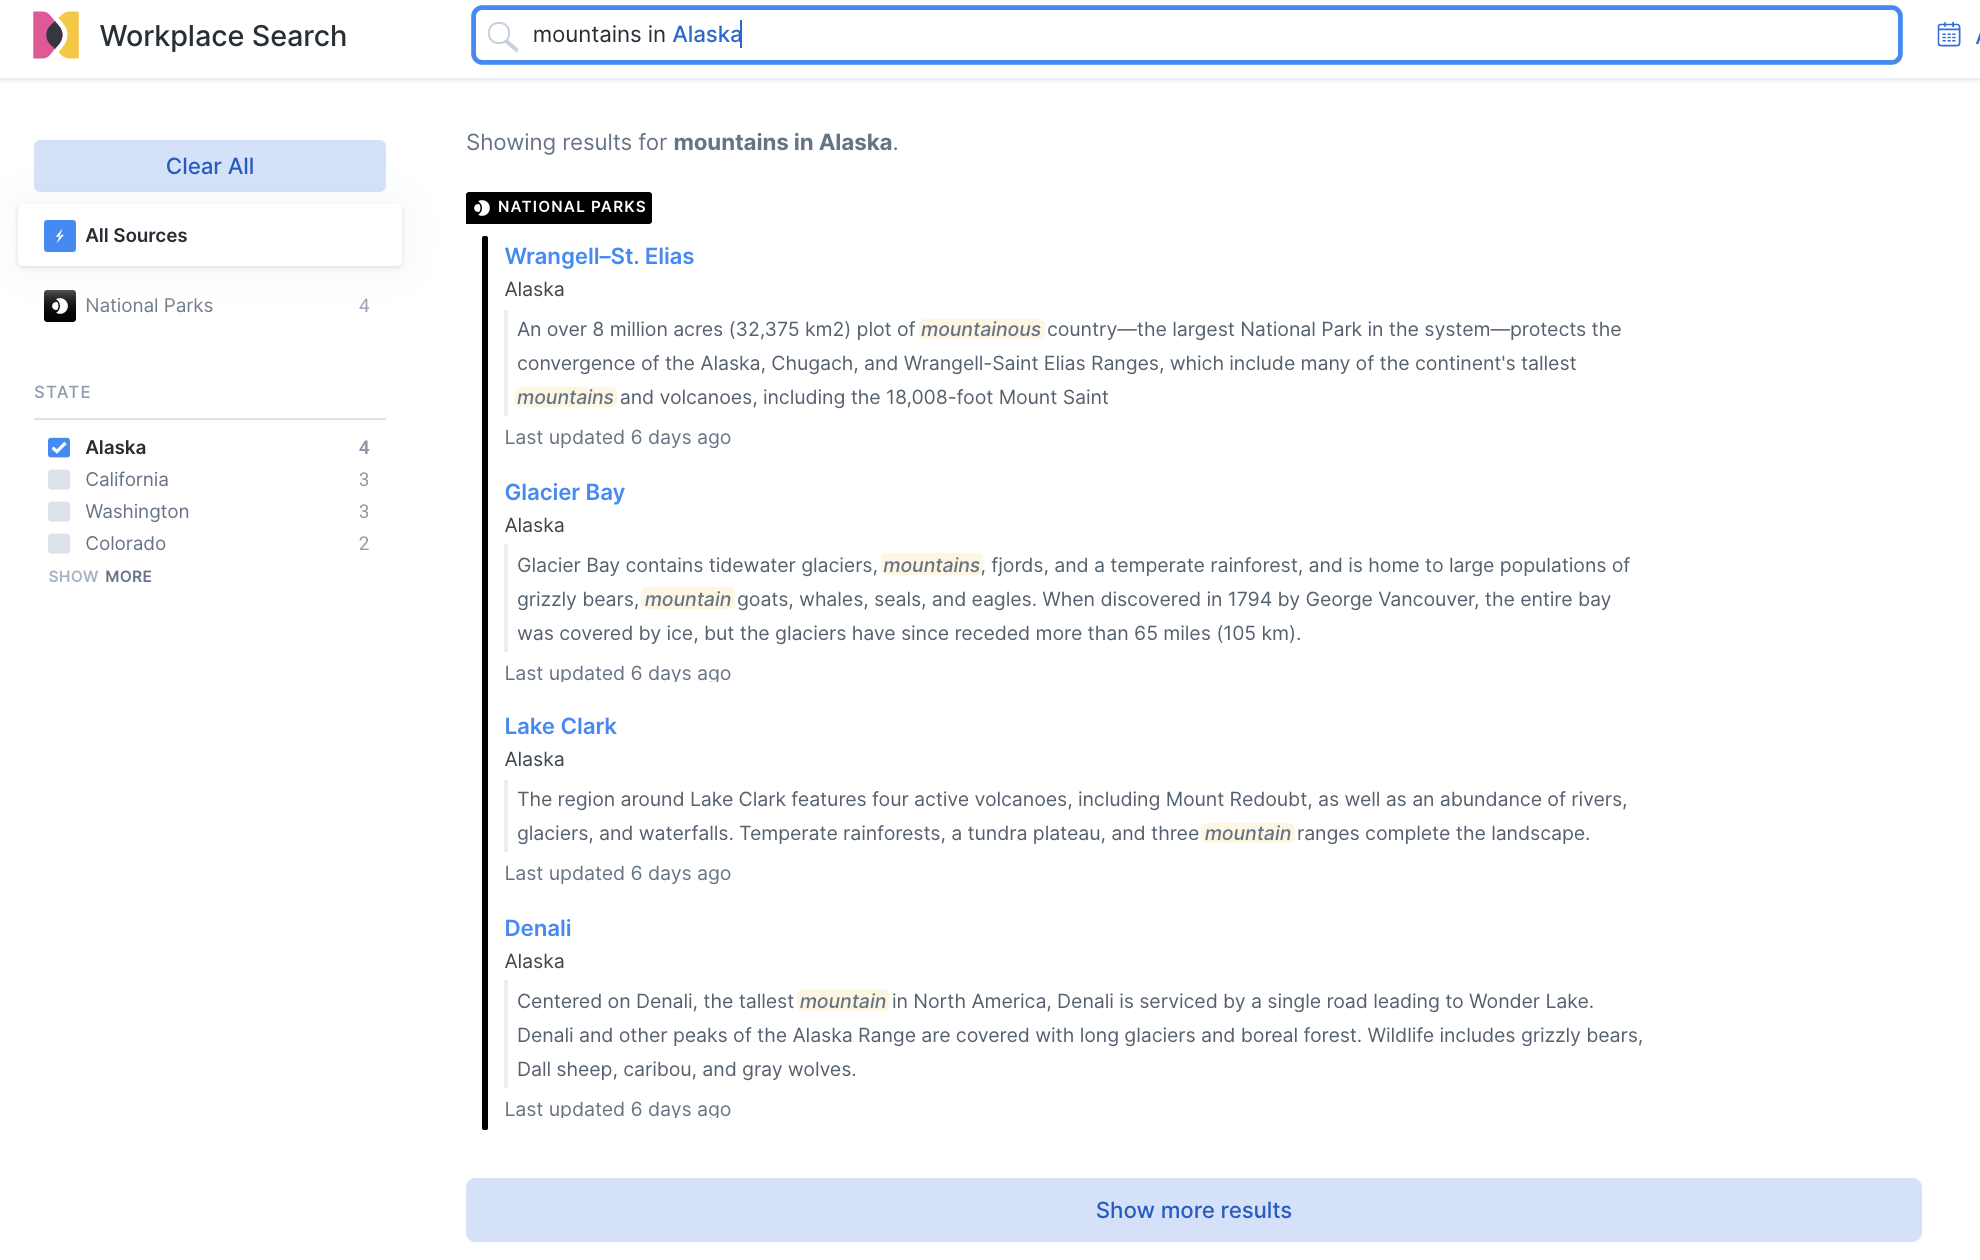 Workplace Search
mountains in Alaska
Clear All
All Sources
National Parks 4
STATE
Alaska 4
California 3
Washington 3
Colorado 2
SHOW MORE
Showing results for mountains in Alaska.
NATIONAL PARKS
Wrangell–St. Elias
Alaska
An over 8 million acres (32,375 km2) plot of mountainous country—the largest National Park in the system—protects the
convergence of the Alaska, Chugach, and Wrangell-Saint Elias Ranges, which include many of the continent's tallest
mountains and volcanoes, including the 18,008-foot Mount Saint
Last updated 6 days ago
Glacier Bay
Alaska
Glacier Bay contains tidewater glaciers, mountains, fjords, and a temperate rainforest, and is home to large populations of
grizzly bears, mountain goats, whales, seals, and eagles. When discovered in 1794 by George Vancouver, the entire bay
was covered by ice, but the glaciers have since receded more than 65 miles (105 km).
Last updated 6 days ago
Lake Clark
Alaska
The region around Lake Clark features four active volcanoes, including Mount Redoubt, as well as an abundance of rivers,
glaciers, and waterfalls. Temperate rainforests, a tundra plateau, and three mountain ranges complete the landscape.
Last updated 6 days ago
Denali
Alaska
Centered on Denali, the tallest mountain in North America, Denali is serviced by a single road leading to Wonder Lake.
Denali and other peaks of the Alaska Range are covered with long glaciers and boreal forest. Wildlife includes grizzly bears,
Dall sheep, caribou, and gray wolves.
Last updated 6 days ago
Show more results